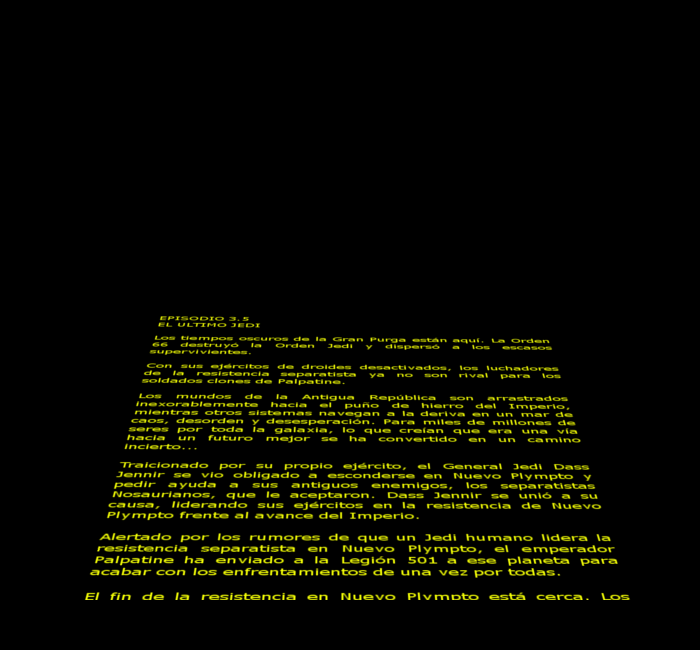 EPISODIO 3.5
EL ULTIMO JEDI
Los tiempos oscuros de la Gran Purga están aquí. La Orden
66 destruyó la Orden Jedi y dispersó a los escasos
supervivientes.
Con sus ejércitos de droides desactivados, los luchadores
de la resistencia separatista ya no son rival para los
soldados clones de Palpatine.
Los mundos de la Antigua República son arrastrados
inexorablemente hacia el puño de hierro del Imperio,
mientras otros sistemas navegan a la deriva en un mar de
caos, desorden y desesperación. Para miles de millones de
seres por toda la galaxia, lo que creían que era una vía
hacia un futuro mejor se ha convertido en un camino
incierto...
Traicionado por su propio ejército, el General Jedi Dass
Jennir se vio obligado a esconderse en Nuevo Plympto y
pedir ayuda a sus antiguos enemigos, los separatistas
Nosaurianos, que le aceptaron. Dass Jennir se unió a su
causa, liderando sus ejércitos en la resistencia de Nuevo
Plympto frente al avance del Imperio.
Alertado por los rumores de que un Jedi humano lidera la
resistencia separatista en Nuevo Plympto, el emperador
Palpatine ha enviado a la Legión 501 a ese planeta para
acabar con los enfrentamientos de una vez por todas.
El fin de la resistencia en Nuevo Plympto está cerca. Los